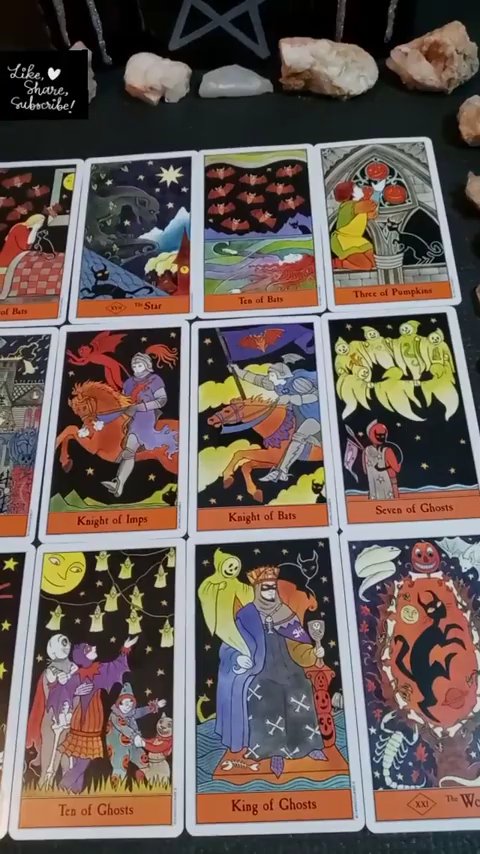 Like,
Share,
Subscribe!
of Bats
XVII The Star
Ten of Bats
Three of Pumpkins
Knight of Imps
Knight of Bats
Seven of Ghosts
Ten of Ghosts
King of Ghosts
XXI The